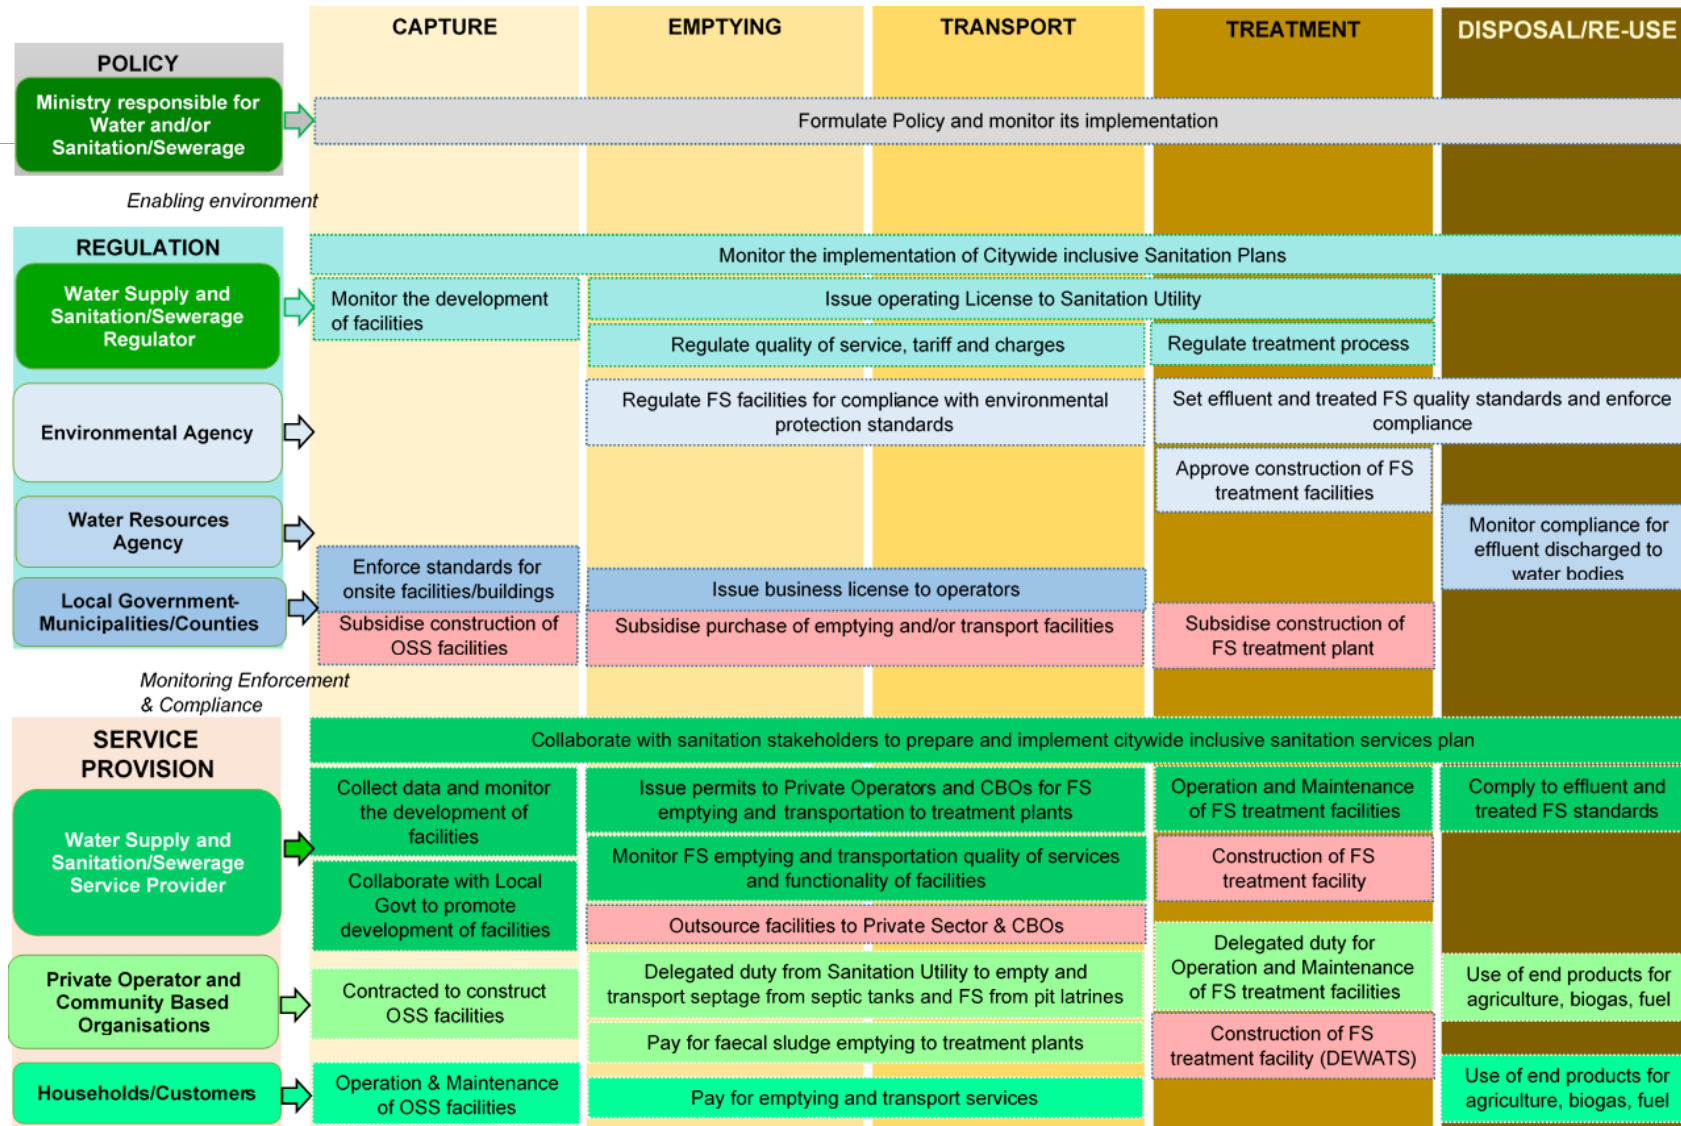 CAPTURE
EMPTYING
TRANSPORT
TREATMENT
DISPOSAL/RE-USE
POLICY
Ministry responsible for
Water and/or
Sanitation/Sewerage
Formulate Policy and monitor its implementation
Enabling environment
REGULATION
Monitor the implementation of Citywide inclusive Sanitation Plans
Water Supply and
Sanitation/Sewerage
Regulator
Monitor the development
of facilities
Issue operating License to Sanitation Utility
Regulate quality of service, tariff and charges
Regulate treatment process
Environmental Agency
Regulate FS facilities for compliance with environmental
protection standards
Set effluent and treated FS quality standards and enforce
compliance
Approve construction of FS
treatment facilities
Water Resources
Agency
Monitor compliance for
effluent discharged to
water bodies
Local Government-
Municipalities/Counties
Enforce standards for
onsite facilities/buildings
Issue business license to operators
Subsidise construction of
OSS facilities
Subsidise purchase of emptying and/or transport facilities
Subsidise construction of
FS treatment plant
Monitoring Enforcement
& Compliance
SERVICE
PROVISION
Collaborate with sanitation stakeholders to prepare and implement citywide inclusive sanitation services plan
Water Supply and
Sanitation/Sewerage
Service Provider
Collect data and monitor
the development of
facilities
Issue permits to Private Operators and CBOs for FS
emptying and transportation to treatment plants
Operation and Maintenance
of FS treatment facilities
Comply to effluent and
treated FS standards
Monitor FS emptying and transportation quality of services
and functionality of facilities
Construction of FS
treatment facility
Collaborate with Local
Govt to promote
development of facilities
Outsource facilities to Private Sector & CBOs
Private Operator and
Community Based
Organisations
Contracted to construct
OSS facilities
Delegated duty from Sanitation Utility to empty and
transport septage from septic tanks and FS from pit latrines
Delegated duty for
Operation and Maintenance
of FS treatment facilities
Use of end products for
agriculture, biogas, fuel
Pay for faecal sludge emptying to treatment plants
Construction of FS
treatment facility (DEWATS)
Households/Customers
Operation & Maintenance
of OSS facilities
Pay for emptying and transport services
Use of end products for
agriculture, biogas, fuel